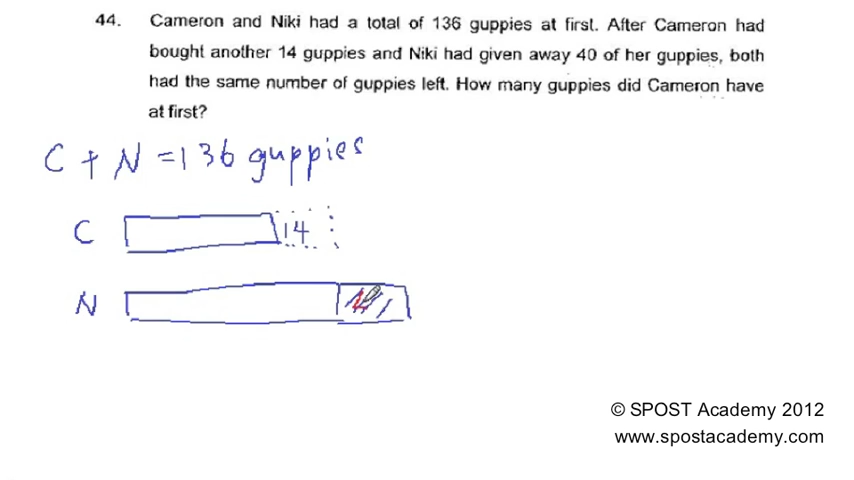 44. Cameron and Niki had a total of 136 guppies at first. After Cameron had
bought another 14 guppies and Niki had given away 40 of her guppies, both
had the same number of guppies left. How many guppies did Cameron have
at first?
C + N = 136 guppies
C 14
N
© SPOST Academy 2012
www.spostacademy.com